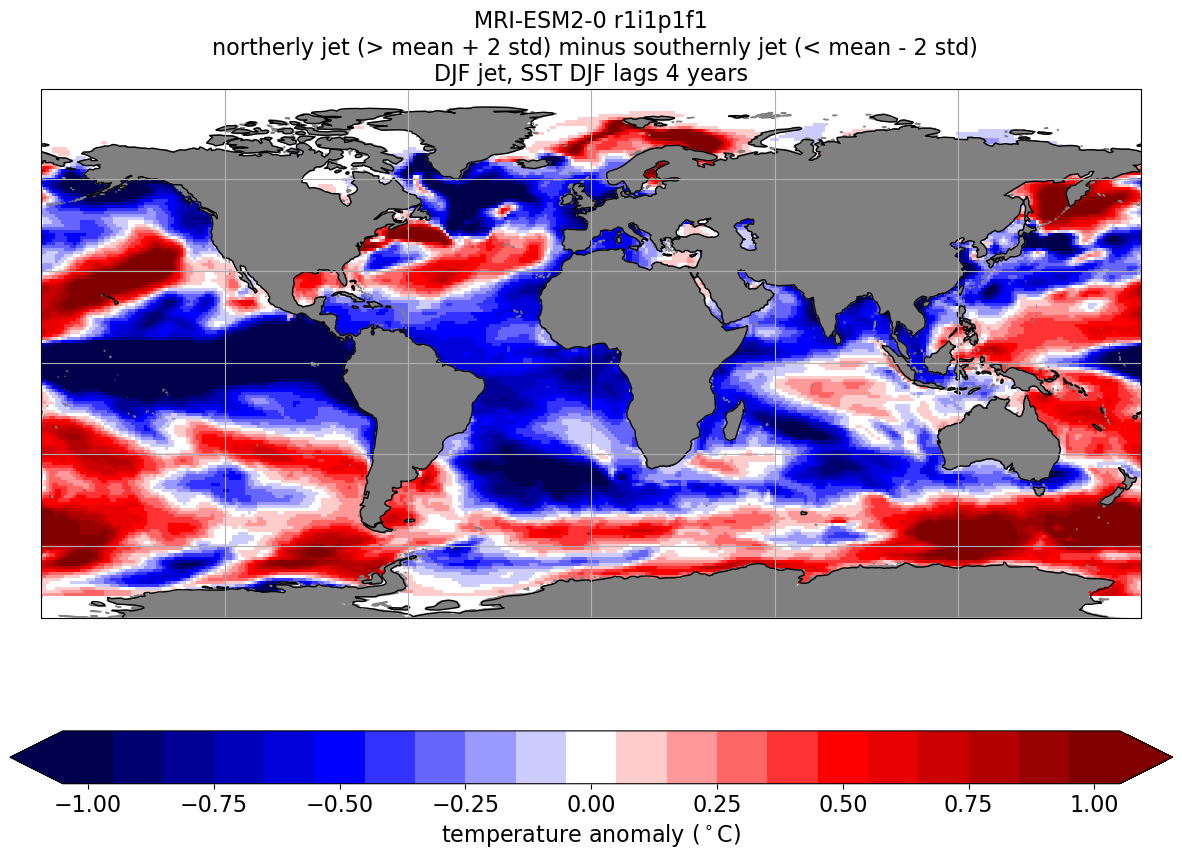 MRI-ESM2-0 r1i1p1f1
northerly jet (> mean + 2 std) minus southernly jet (< mean - 2 std)
DJF jet, SST DJF lags 4 years
−1.00 −0.75 −0.50 −0.25 0.00 0.25 0.50 0.75 1.00
temperature anomaly (°C)